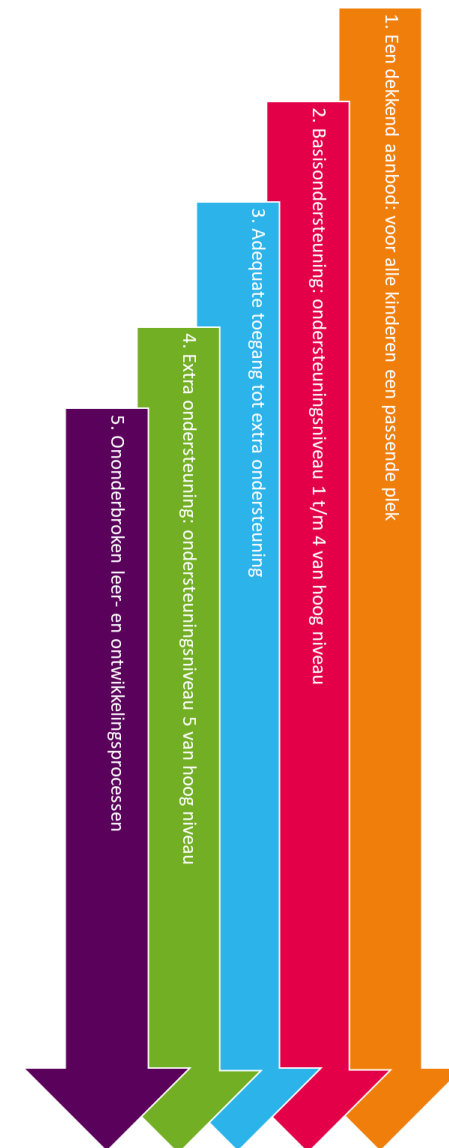 1. Een dekkend aanbod: voor alle kinderen een passende plek
2. Basisondersteuning: ondersteuningsniveau 1 t/m 4 van hoog niveau
3. Adequate toegang tot extra ondersteuning
4. Extra ondersteuning: ondersteuningsniveau 5 van hoog niveau
5. Ononderbroken leer- en ontwikkelingsprocessen